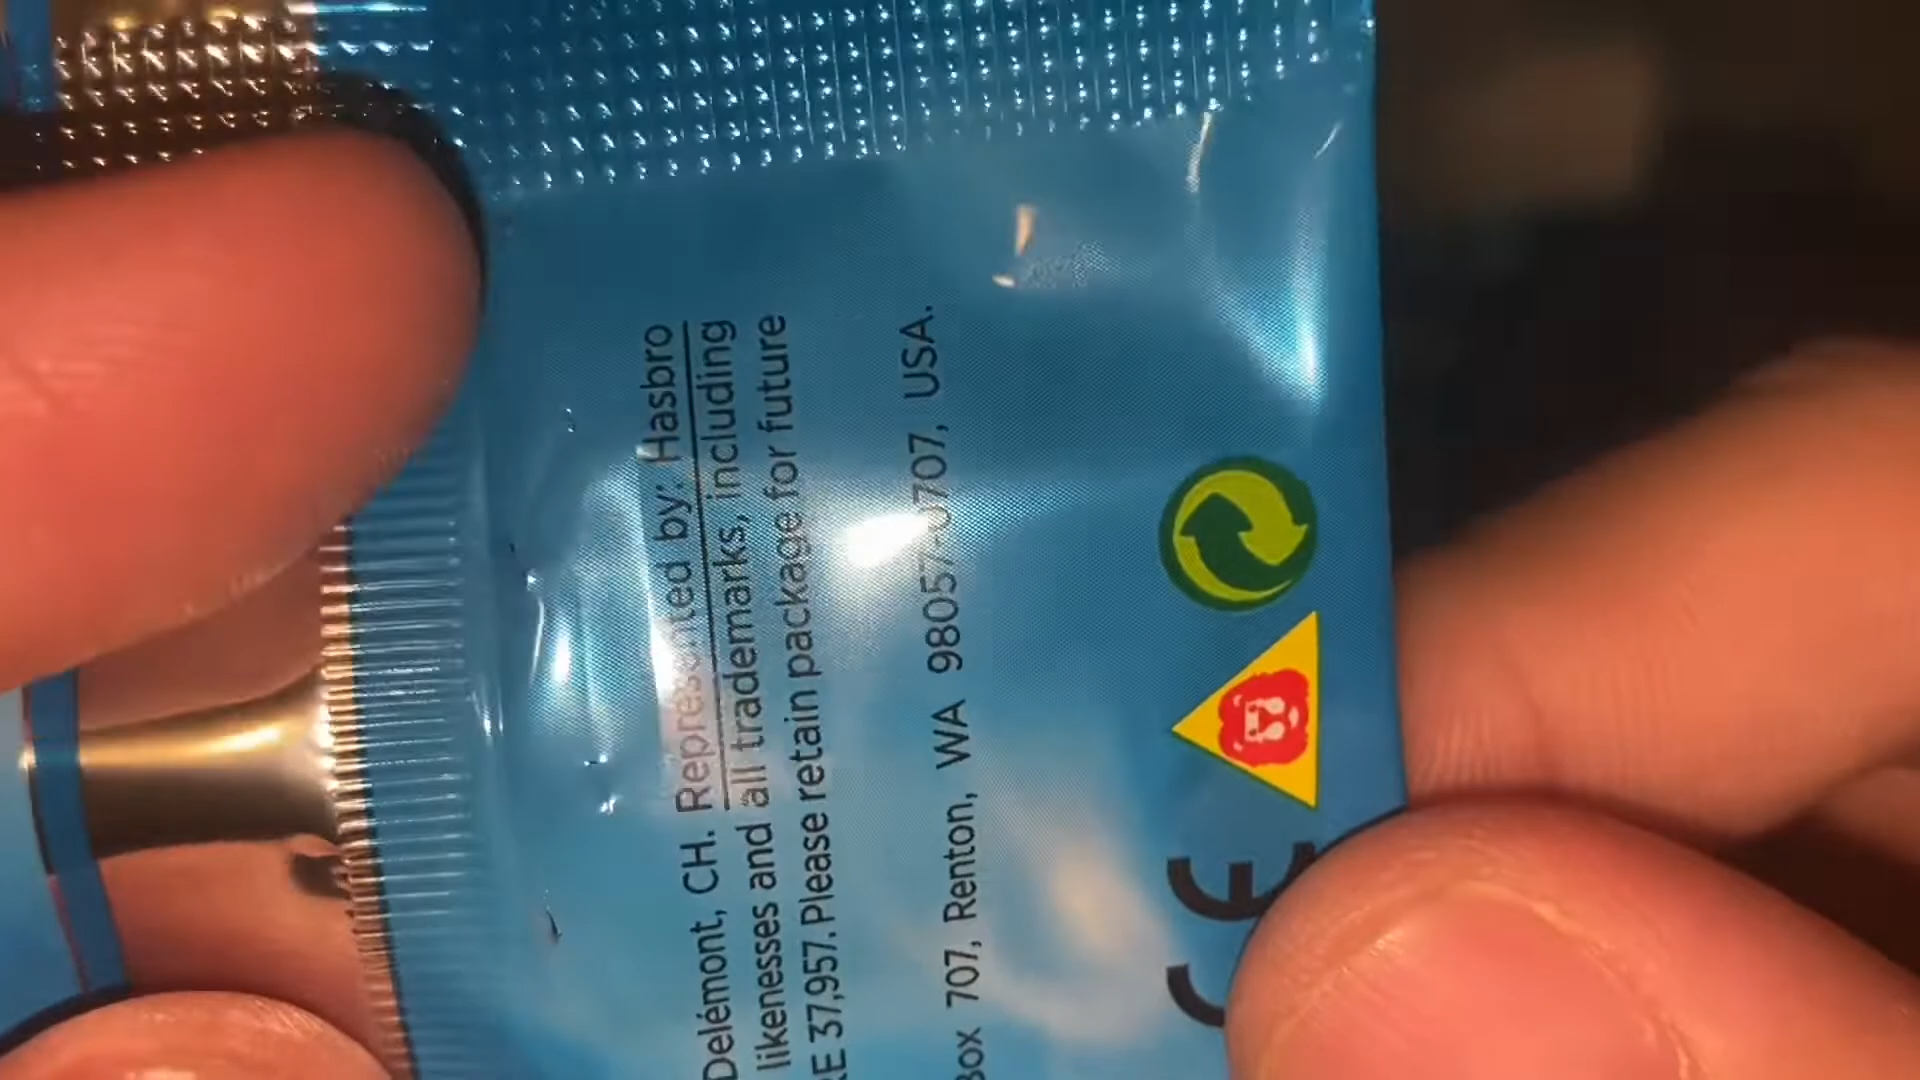 Delémont, CH. Represented by: Hasbro
likenesses and all trademarks, including
RE 37,957. Please retain package for future
Box 707, Renton, WA 98057-0707, USA.
CE